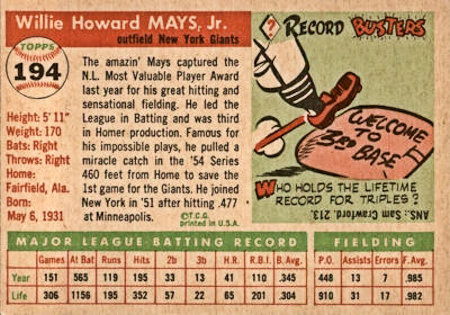 Willie Howard MAYS, Jr.
outfield New York Giants
TOPPS
194
Height: 5' 11"
Weight: 170
Bats: Right
Throws: Right
Home:
Fairfield, Ala.
Born:
May 6, 1931
The amazin' Mays captured the
N.L. Most Valuable Player Award
last year for his great hitting and
sensational fielding. He led the
League in Batting and was third
in Homer production. Famous for
his impossible plays, he pulled a
miracle catch in the '54 Series
460 feet from Home to save the
1st game for the Giants. He joined
New York in '51 after hitting .477
at Minneapolis.
©T.C.G.
printed in U.S.A.
? RECORD BUSTERS
WELCOME
TO
3RD BASE
WHO HOLDS THE LIFETIME
RECORD FOR TRIPLES?
ANS.: Sam Crawford, 213.
MAJOR LEAGUE BATTING RECORD FIELDING
Games At Bat Runs Hits 2b 3b H.R. R.B.I. B. Avg. P.O. Assists Errors F. Avg.
Year 151 565 119 195 33 13 41 110 .345 448 13 7 .985
Life 306 1156 195 352 57 22 65 201 .304 910 31 17 .982